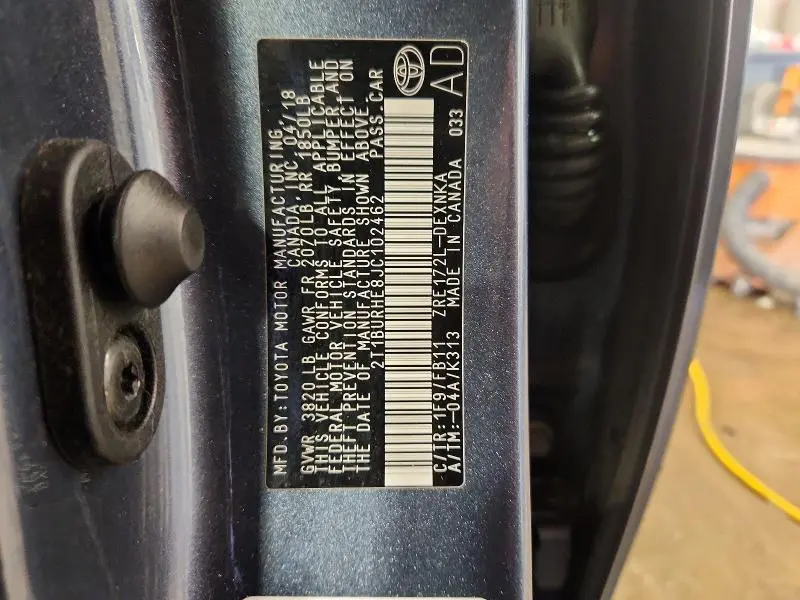 MFD.BY:TOYOTA MOTOR MANUFACTURING
CANADA, INC. 04/18
GVWR 3820LB GAWR FR 2070LB RR 1850LB
THIS VEHICLE CONFORMS TO ALL APPLICABLE
FEDERAL MOTOR VEHICLE SAFETY, BUMPER, AND
THEFT PREVENTION STANDARDS IN EFFECT ON
THE DATE OF MANUFACTURE SHOWN ABOVE.
2T1BURHE8JC102462 PASS.CAR
C/TR:1F9/FB11 ZRE172L-DEXNKA
A/TM:-04A/K313 MADE IN CANADA 033
AD